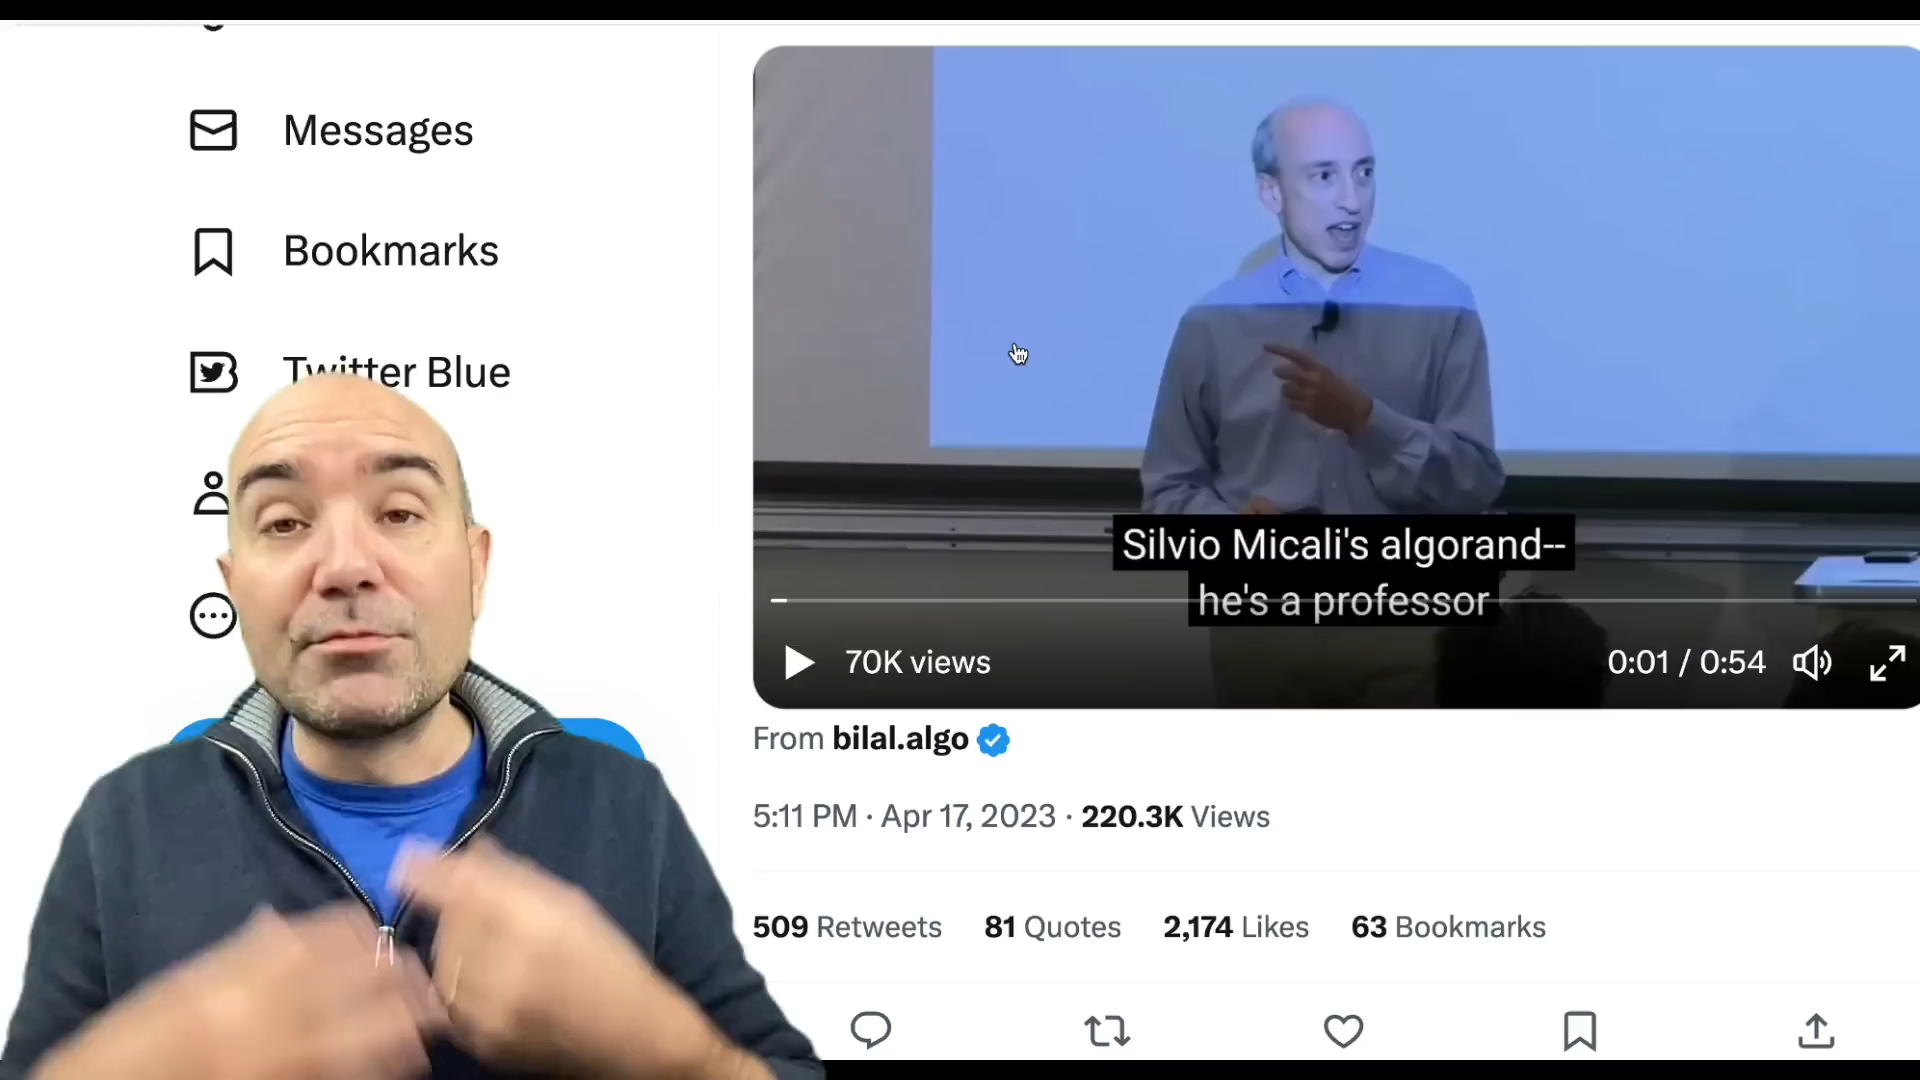 Messages
Bookmarks
Twitter Blue
Silvio Micali's algorand--
he's a professor
70K views
0:01 / 0:54
From bilal.algo
5:11 PM · Apr 17, 2023 · 220.3K Views
509 Retweets 81 Quotes 2,174 Likes 63 Bookmarks